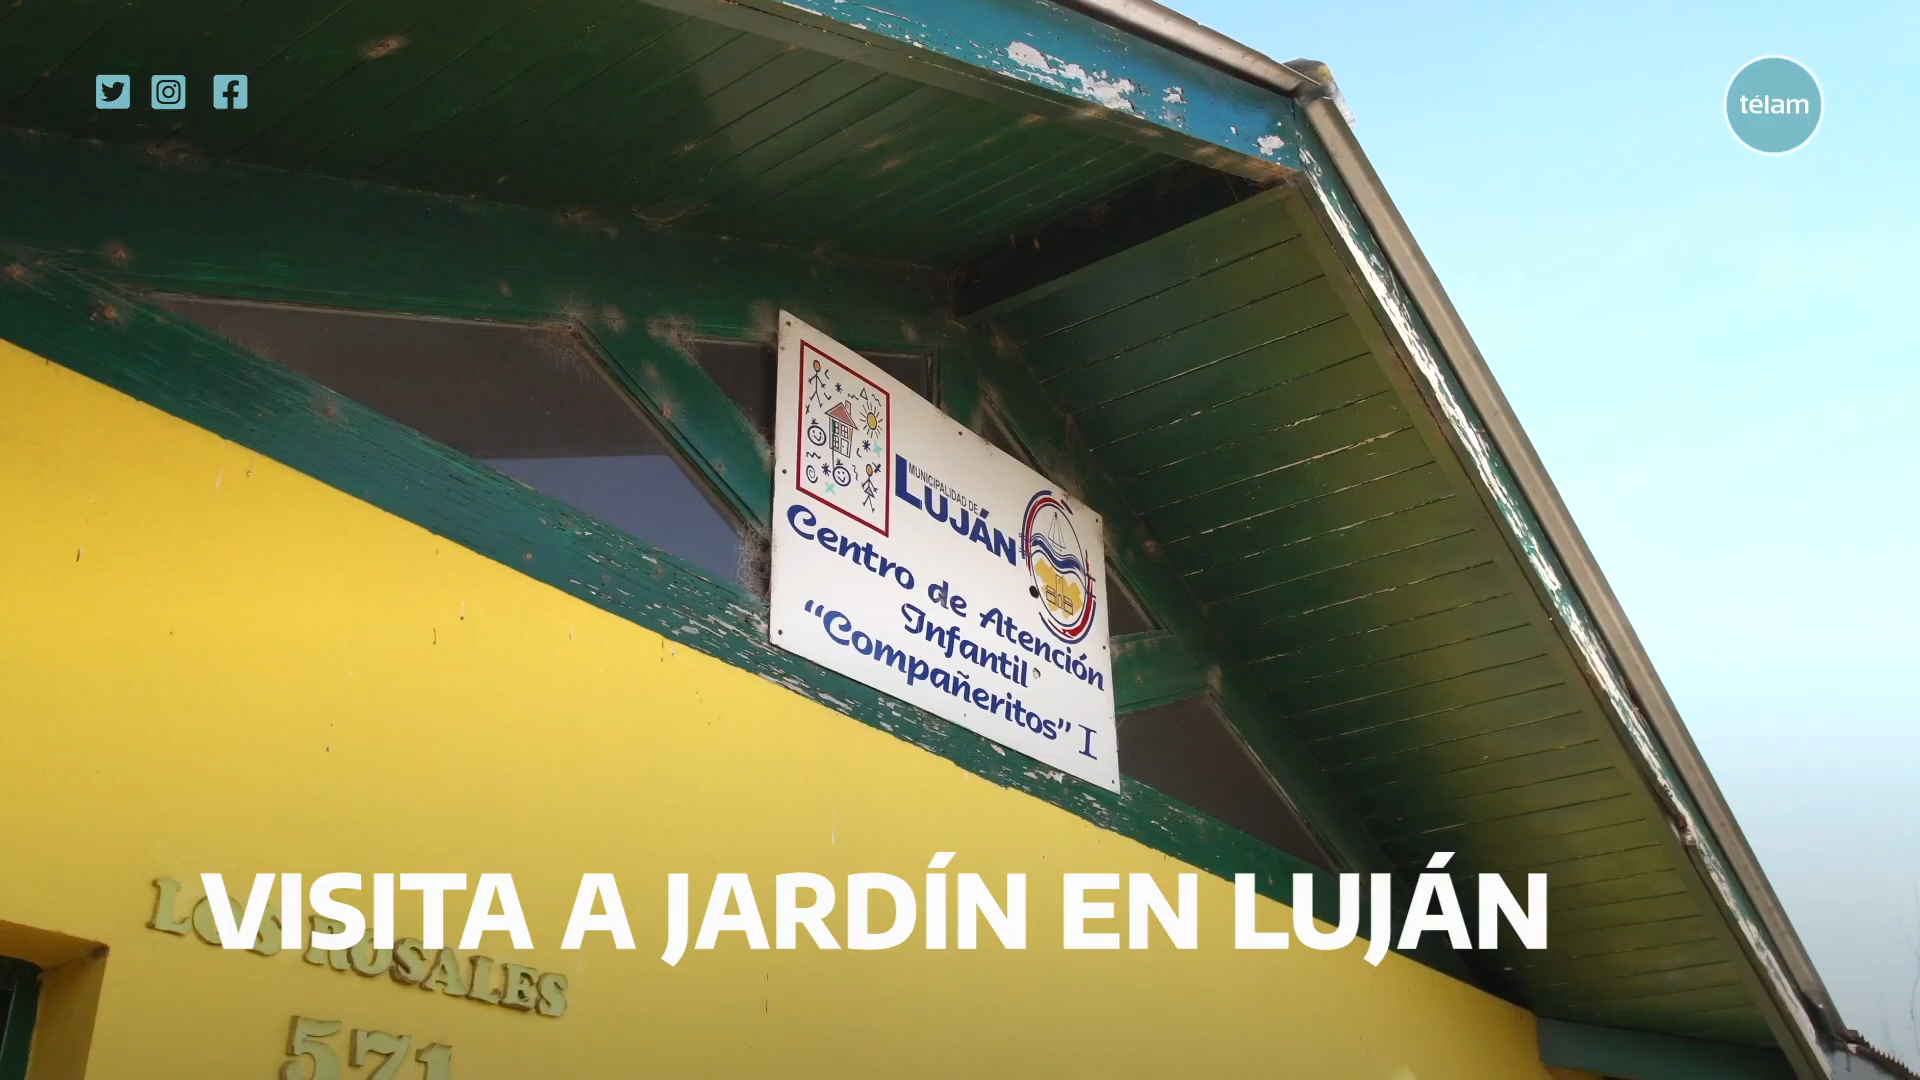 télam
MUNICIPALIDAD DE
LUJÁN
Centro de Atención
Infantil
“Compañeritos” I
VISITA A JARDÍN EN LUJÁN
LOS ROSALES
571